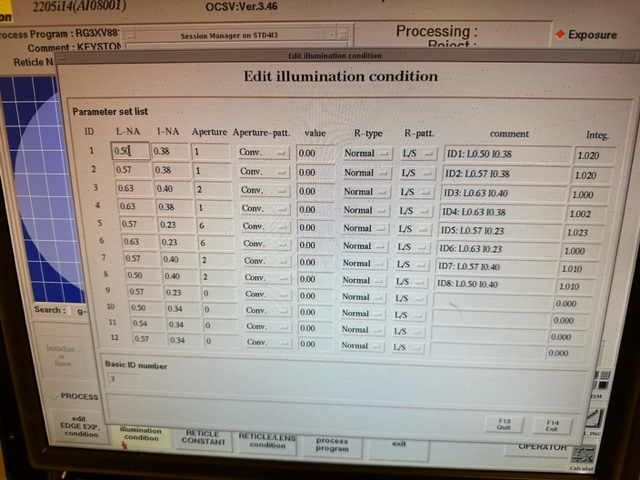 2205i14(AI08001)
OCSV:Ver.3.46
Process Program : RG3XV88
Session Manager on STD4I3
Processing :
Exposure
Comment : KEYSTON
Reject :
Reticle N
Edit illumination condition
Edit illumination condition
Parameter set list
ID L-NA I-NA Aperture Aperture-patt. value R-type R-patt. comment Integ.
1 0.50 0.38 1 Conv. 0.00 Normal L/S ID1: L0.50 I0.38 1.020
2 0.57 0.38 1 Conv. 0.00 Normal L/S ID2: L0.57 I0.38 1.020
3 0.63 0.40 2 Conv. 0.00 Normal L/S ID3: L0.63 I0.40 1.000
4 0.63 0.38 1 Conv. 0.00 Normal L/S ID4: L0.63 I0.38 1.002
5 0.57 0.23 6 Conv. 0.00 Normal L/S ID5: L0.57 I0.23 1.023
6 0.63 0.23 6 Conv. 0.00 Normal L/S ID6: L0.63 I0.23 1.000
7 0.57 0.40 2 Conv. 0.00 Normal L/S ID7: L0.57 I0.40 1.010
8 0.50 0.40 2 Conv. 0.00 Normal L/S ID8: L0.50 I0.40 1.010
9 0.57 0.23 0 Conv. 0.00 Normal L/S 0.000
10 0.50 0.34 0 Conv. 0.00 Normal L/S 0.000
11 0.54 0.34 0 Conv. 0.00 Normal L/S 0.000
12 0.57 0.34 0 Conv. 0.00 Normal L/S 0.000
Search : g-
Initialize
or
Reset
Basic ID number
3
F13
Quit
F14
Exit
PROCESS
edit
EDGE EXP.
condition
illumination
condition
RETICLE
CONSTANT
RETICLE/LENS
condition
process
program
exit
OPERATOR
Calculat